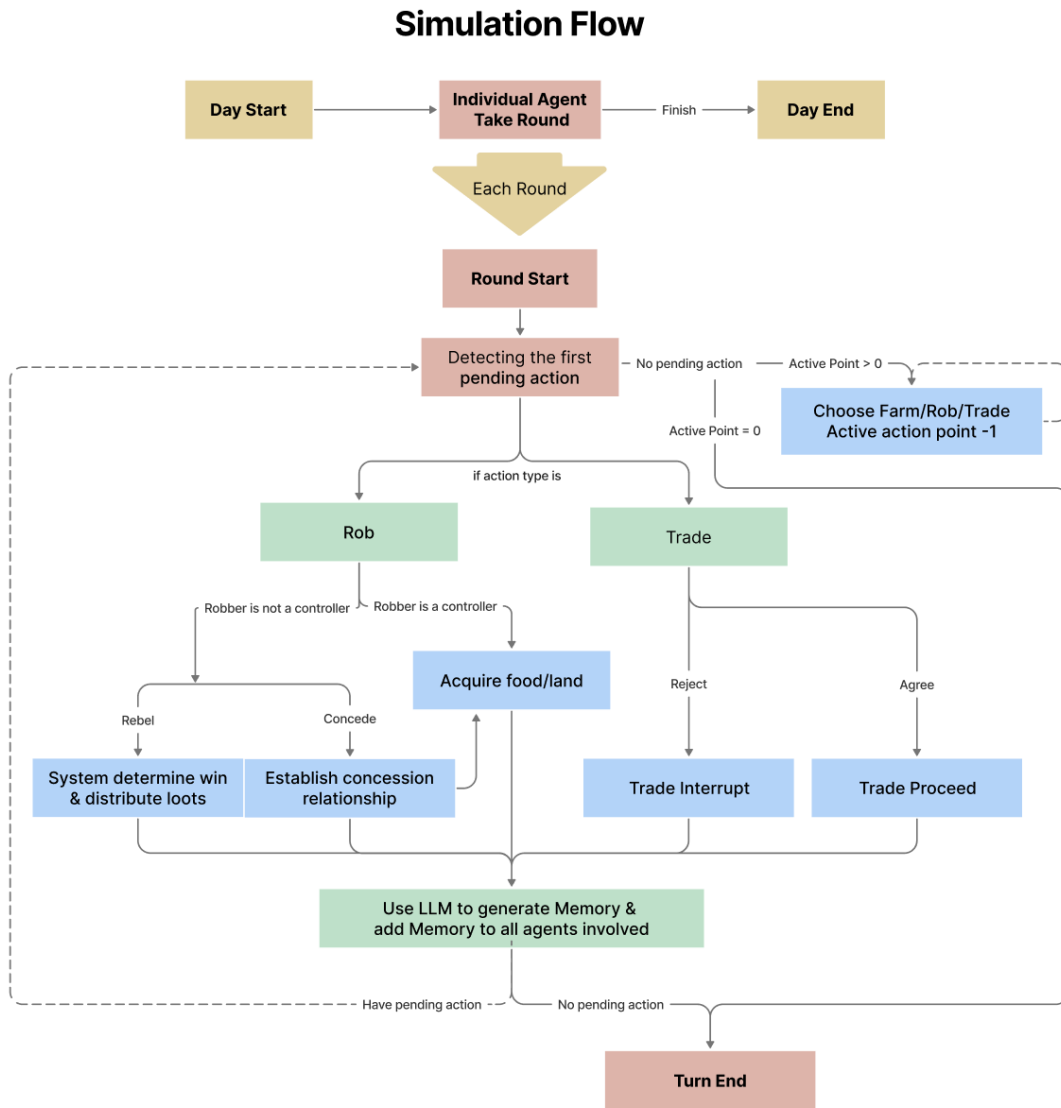 Simulation Flow
Day Start
Individual Agent
Take Round
Finish
Day End
Each Round
Round Start
Detecting the first
pending action
No pending action
Active Point > 0
Choose Farm/Rob/Trade
Active action point -1
Active Point = 0
if action type is
Rob
Trade
Robber is not a controller
Robber is a controller
Acquire food/land
Reject
Agree
Rebel
Concede
System determine win
& distribute loots
Establish concession
relationship
Trade Interrupt
Trade Proceed
Use LLM to generate Memory &
add Memory to all agents involved
Have pending action
No pending action
Turn End